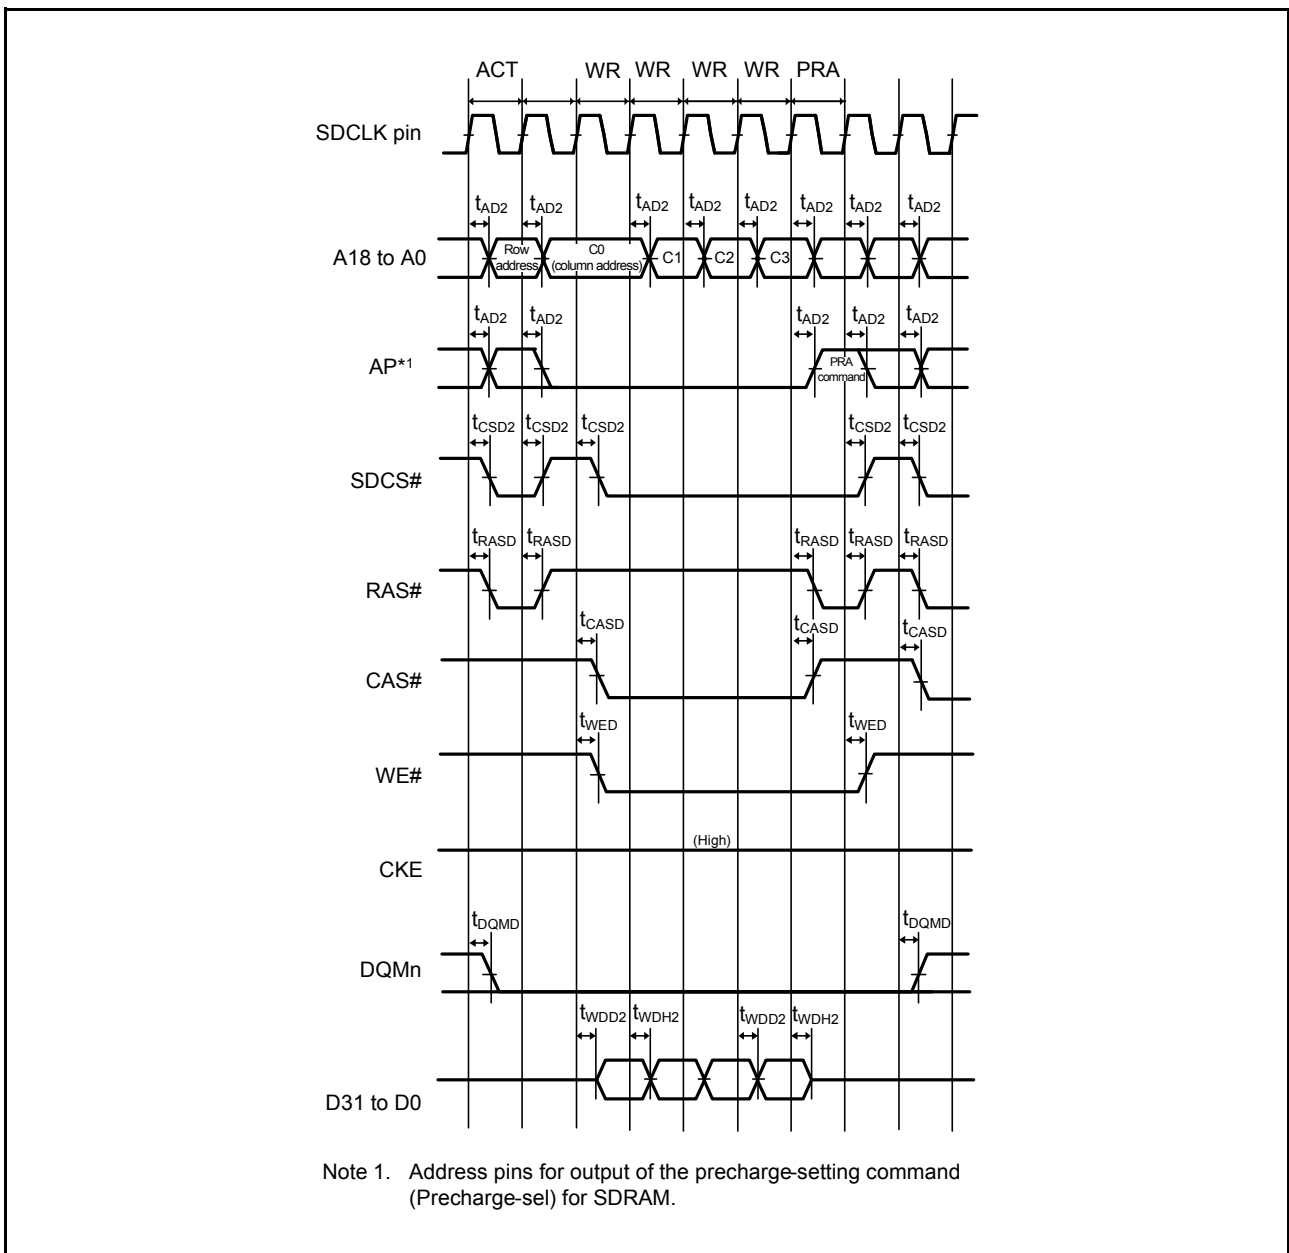 ACT WR WR WR WR PRA
SDCLK pin
tAD2 tAD2 tAD2 tAD2 tAD2 tAD2 tAD2 tAD2
A18 to A0 Row address C0 (column address) C1 C2 C3
tAD2 tAD2 tAD2 tAD2 tAD2
AP*1 PRA command
tCSD2 tCSD2 tCSD2 tCSD2 tCSD2
SDCS#
tRASD tRASD tRASD tRASD tRASD
RAS#
tCASD tCASD tCASD
CAS#
tWED tWED
WE#
(High)
CKE
tDQMD tDQMD
DQMn
tWDD2 tWDH2 tWDD2 tWDH2
D31 to D0
Note 1. Address pins for output of the precharge-setting command
(Precharge-sel) for SDRAM.